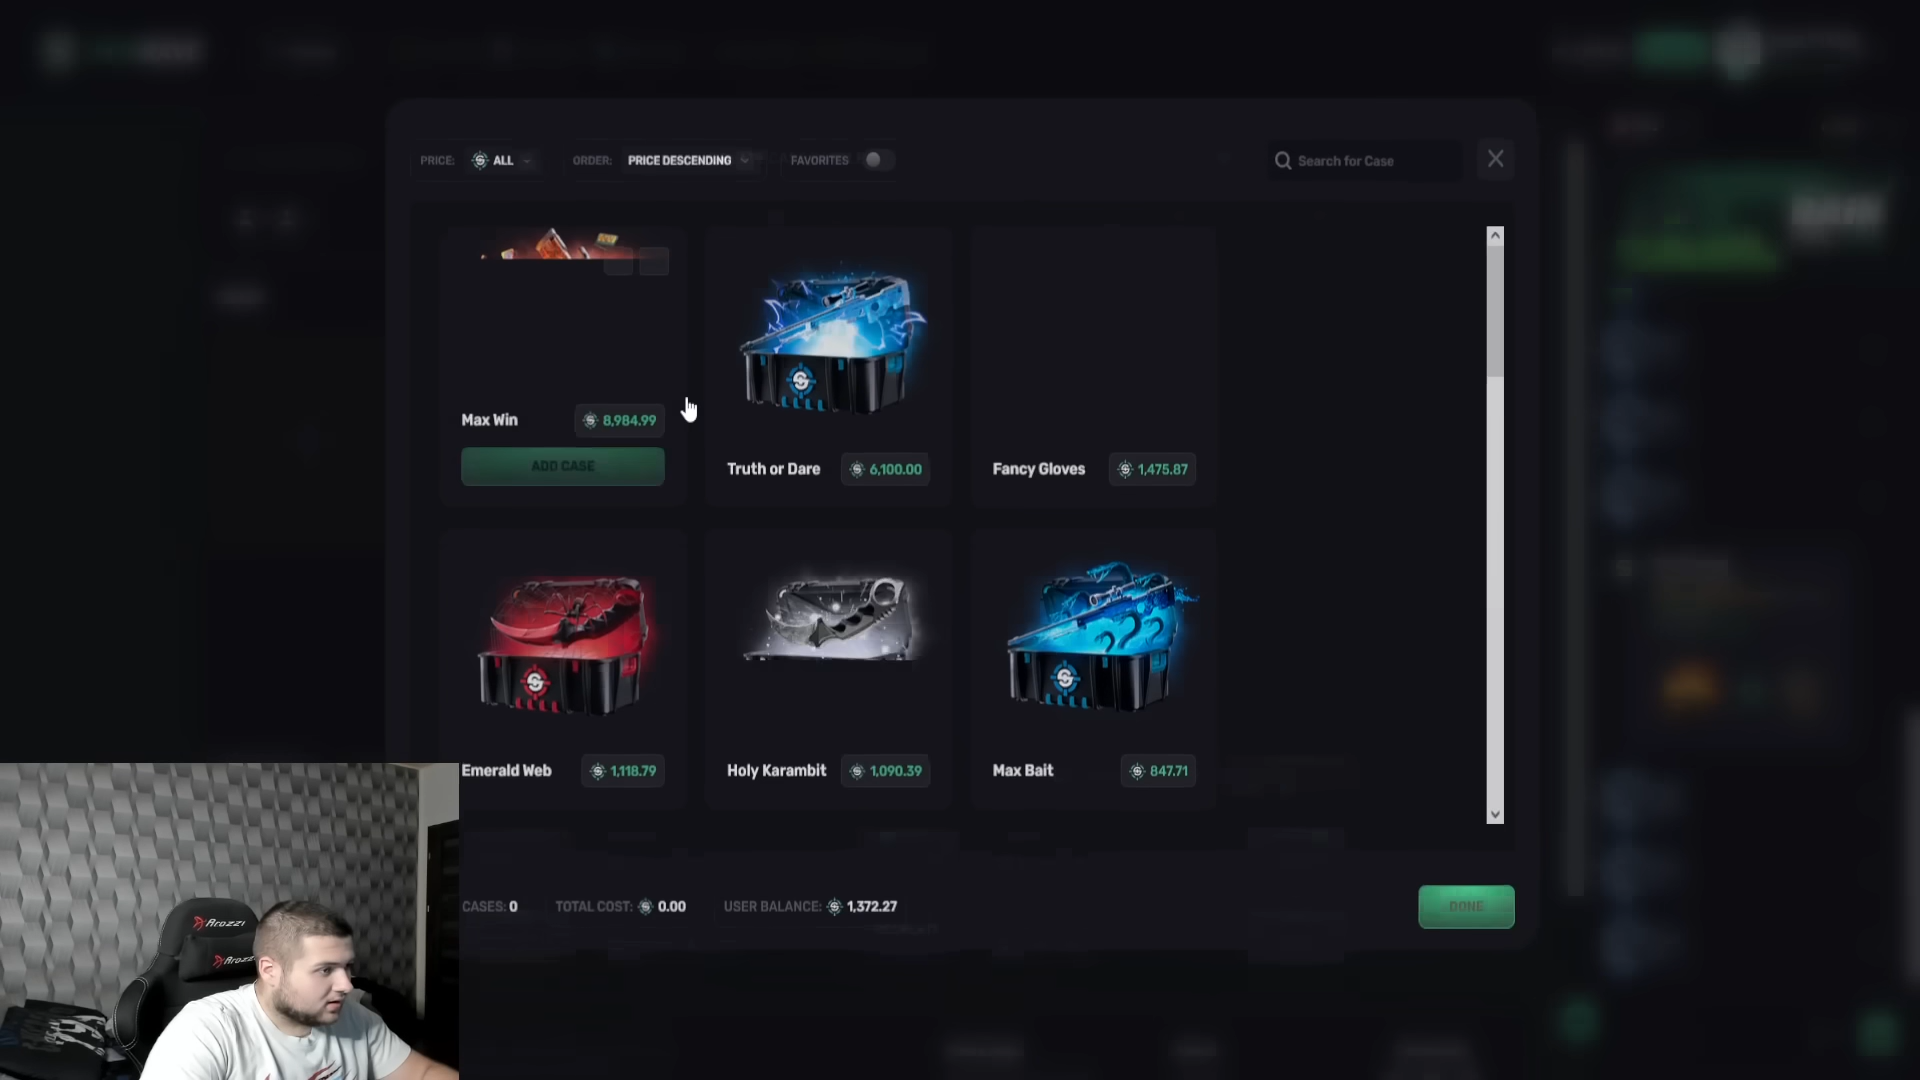 PRICE: ALL ORDER: PRICE DESCENDING FAVORITES Search for Case
Max Win 8,984.99
ADD CASE
Truth or Dare 6,100.00
Fancy Gloves 1,475.87
Emerald Web 1,118.79
Holy Karambit 1,090.39
Max Bait 847.71
CASES: 0 TOTAL COST: 0.00 USER BALANCE: 1,372.27
DONE
Arozzi
Arozzi